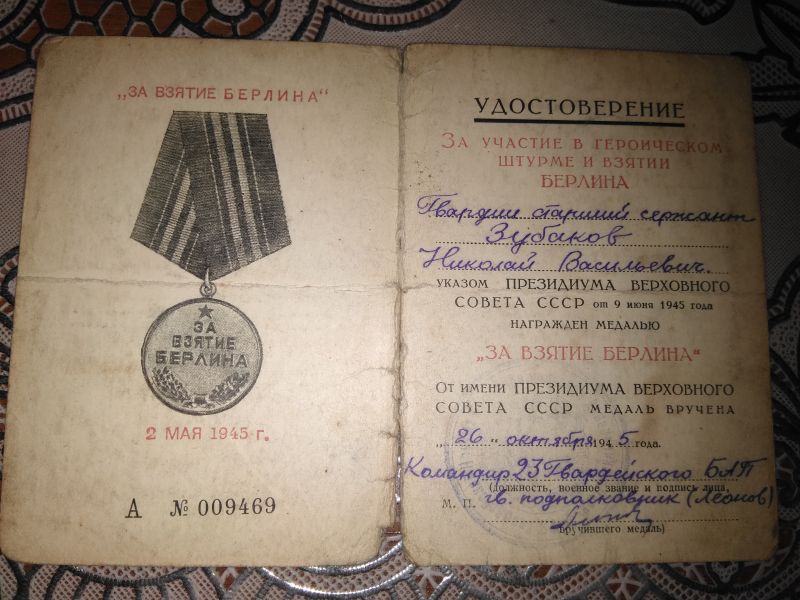 „ЗА ВЗЯТИЕ БЕРЛИНА“
ЗА
ВЗЯТИЕ
БЕРЛИНА
2 МАЯ 1945 г.
А № 009469
УДОСТОВЕРЕНИЕ
ЗА УЧАСТИЕ В ГЕРОИЧЕСКОМ
ШТУРМЕ И ВЗЯТИИ
БЕРЛИНА
Гвардии старший сержант
Зубаков
Николай Васильевич.
УКАЗОМ ПРЕЗИДИУМА ВЕРХОВНОГО
СОВЕТА СССР от 9 июня 1945 года
НАГРАЖДЕН МЕДАЛЬЮ
„ЗА ВЗЯТИЕ БЕРЛИНА“
ОТ ИМЕНИ ПРЕЗИДИУМА ВЕРХОВНОГО
СОВЕТА СССР МЕДАЛЬ ВРУЧЕНА
„26“ октября 1945 года.
Командир 23 Гвардейского БАП
(Должность, военное звание и подпись лица,
М. П. гв. подполковник (Леонов)
вручившего медаль)